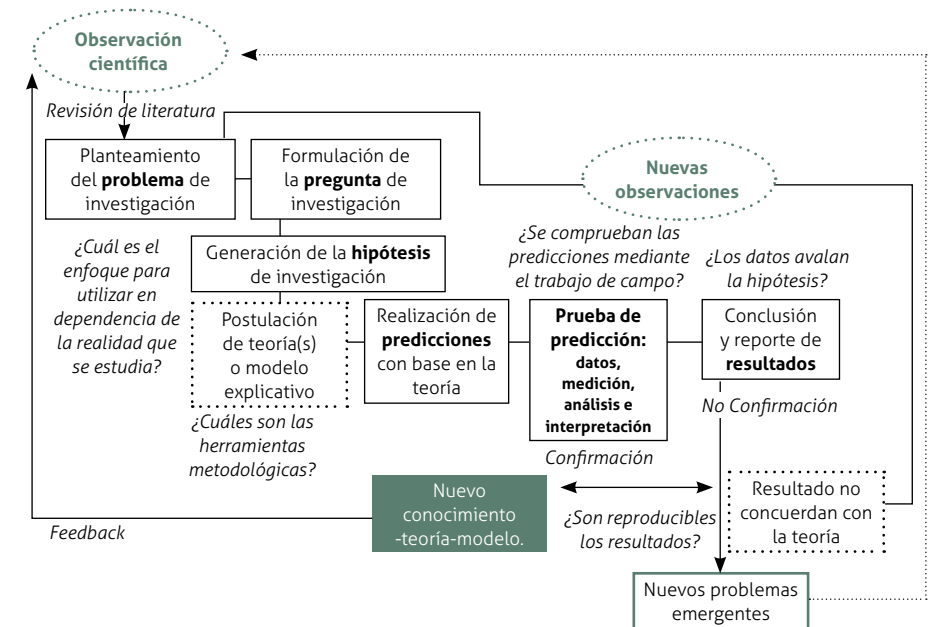 Observación
científica
Revisión de literatura
Planteamiento
del problema de
investigación
Formulación de
la pregunta de
investigación
Nuevas
observaciones
¿Cuál es el
enfoque para
utilizar en
dependencia de
la realidad que
se estudia?
Generación de la hipótesis
de investigación
¿Se comprueban las
predicciones mediante
el trabajo de campo?
¿Los datos avalan
la hipótesis?
Postulación
de teoría(s)
o modelo
explicativo
Realización de
predicciones
con base en la
teoría
Prueba de
predicción:
datos,
medición,
análisis e
interpretación
Conclusión
y reporte de
resultados
¿Cuáles son las
herramientas
metodológicas?
No Confirmación
Confirmación
Nuevo
conocimiento
-teoría-modelo.
Feedback
¿Son reproducibles
los resultados?
Resultado no
concuerdan con
la teoría
Nuevos problemas
emergentes